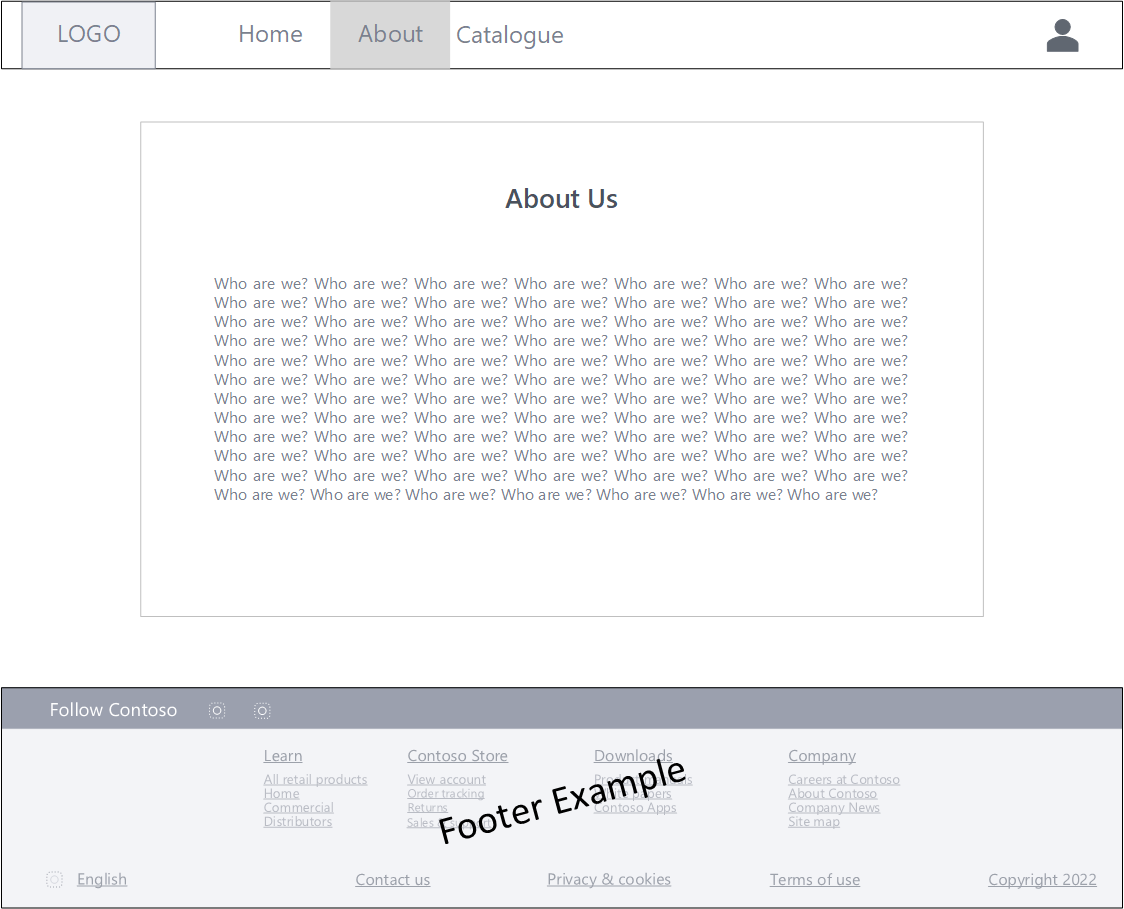 LOGO Home About Catalogue
About Us
Who are we? Who are we? Who are we? Who are we? Who are we? Who are we? Who are we?
Who are we? Who are we? Who are we? Who are we? Who are we? Who are we? Who are we?
Who are we? Who are we? Who are we? Who are we? Who are we? Who are we? Who are we?
Who are we? Who are we? Who are we? Who are we? Who are we? Who are we? Who are we?
Who are we? Who are we? Who are we? Who are we? Who are we? Who are we? Who are we?
Who are we? Who are we? Who are we? Who are we? Who are we? Who are we? Who are we?
Who are we? Who are we? Who are we? Who are we? Who are we? Who are we? Who are we?
Who are we? Who are we? Who are we? Who are we? Who are we? Who are we? Who are we?
Who are we? Who are we? Who are we? Who are we? Who are we? Who are we? Who are we?
Who are we? Who are we? Who are we? Who are we? Who are we? Who are we? Who are we?
Who are we? Who are we? Who are we? Who are we? Who are we? Who are we? Who are we?
Who are we? Who are we? Who are we? Who are we? Who are we? Who are we? Who are we?
Follow Contoso
Learn
All retail products
Home
Commercial
Distributors
Contoso Store
View account
Order tracking
Returns
Sales
Downloads
papers
Contoso Apps
Company
Careers at Contoso
About Contoso
Company News
Site map
Footer Example
English Contact us Privacy & cookies Terms of use Copyright 2022